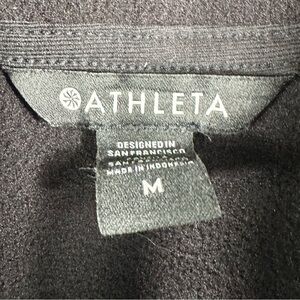 ATHLETA
DESIGNED IN
SAN FRANCISCO
MADE IN INDONESIA
M